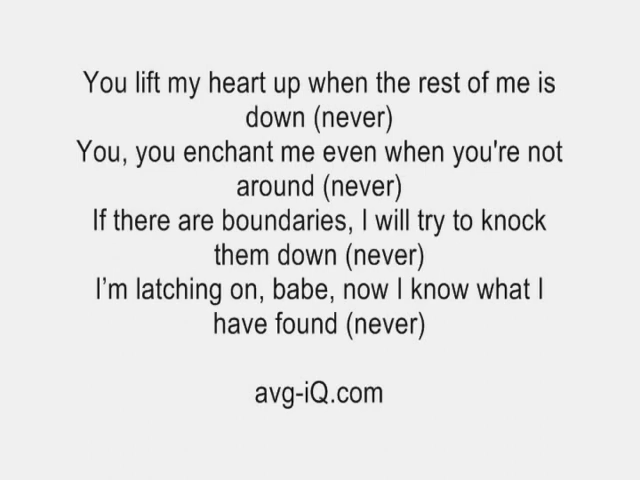 You lift my heart up when the rest of me is
down (never)
You, you enchant me even when you're not
around (never)
If there are boundaries, I will try to knock
them down (never)
I’m latching on, babe, now I know what I
have found (never)
avg-iQ.com